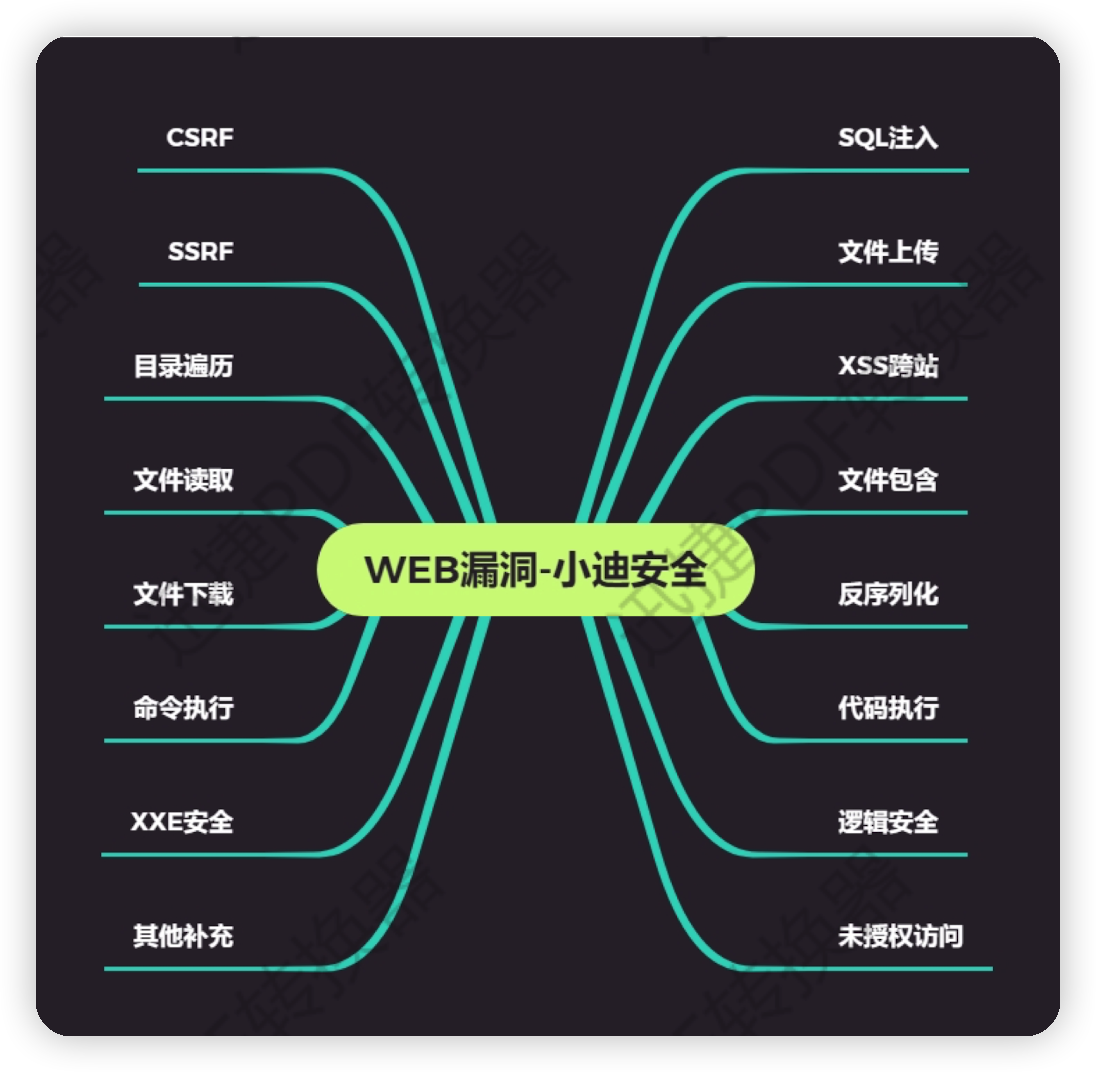 CSRF
SSRF
目录遍历
文件读取
文件下载
命令执行
XXE安全
其他补充
WEB漏洞-小迪安全
SQL注入
文件上传
XSS跨站
文件包含
反序列化
代码执行
逻辑安全
未授权访问
迅捷PDF转换器
迅捷PDF转换器